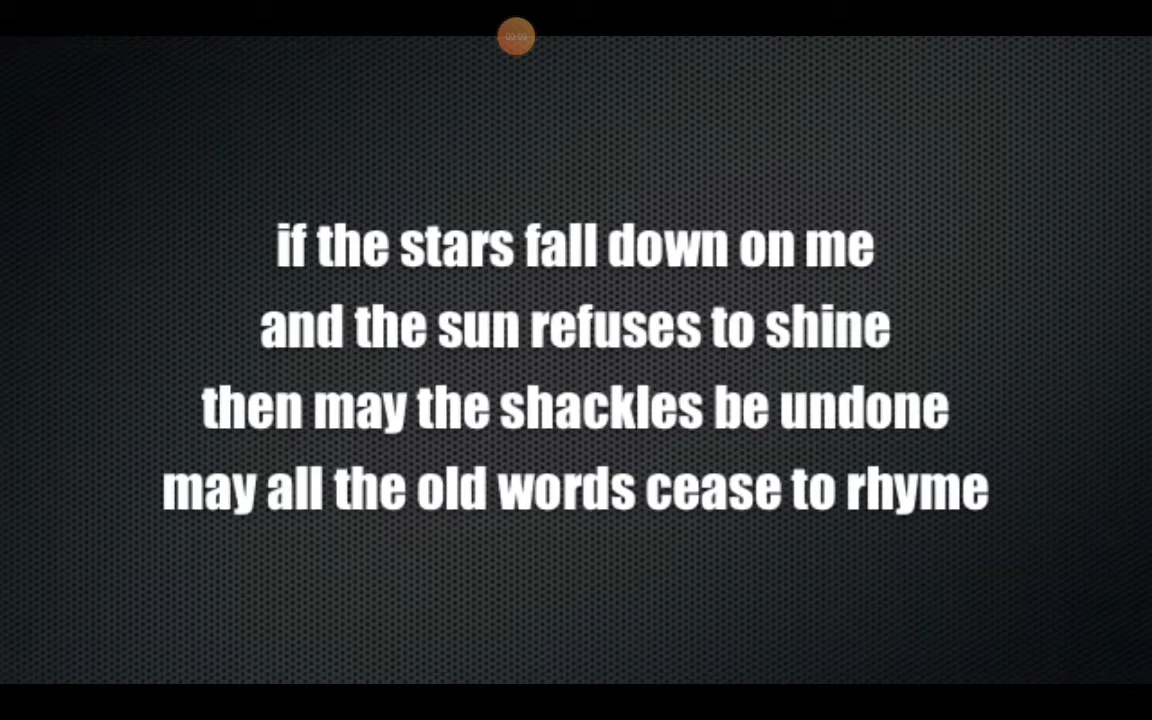 if the stars fall down on me
and the sun refuses to shine
then may the shackles be undone
may all the old words cease to rhyme